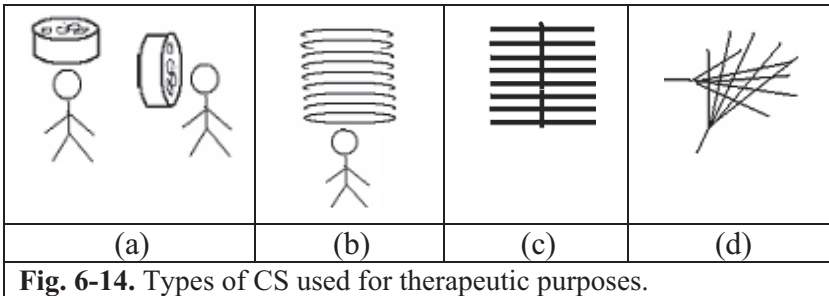 (a) (b) (c) (d)
Fig. 6-14. Types of CS used for therapeutic purposes.